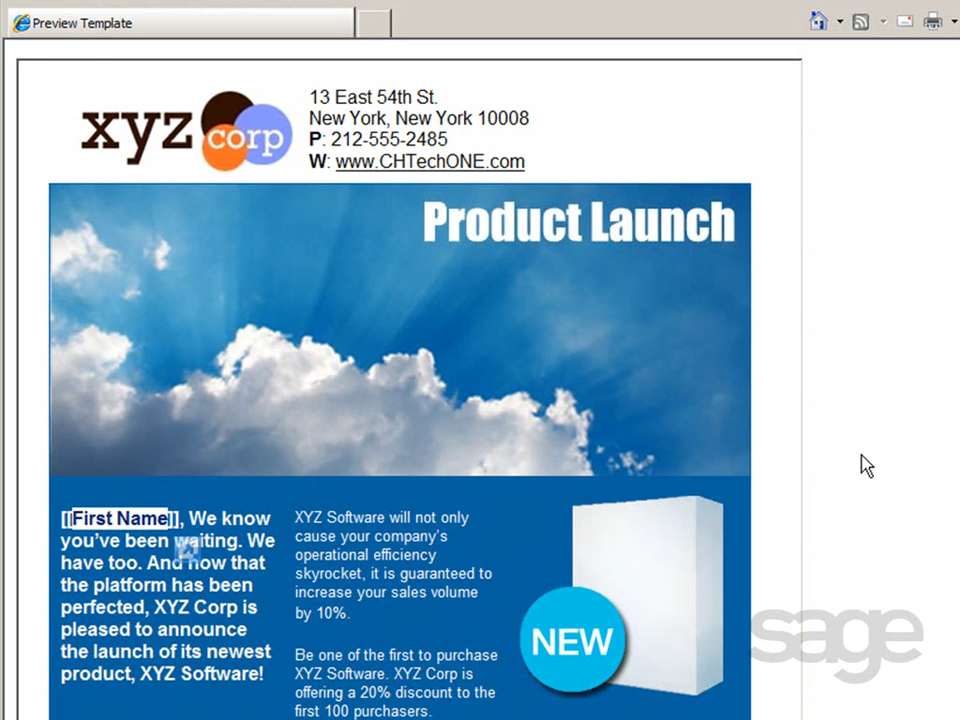 Preview Template
xyz corp
13 East 54th St.
New York, New York 10008
P: 212-555-2485
W: www.CHTechONE.com
Product Launch
[[First Name]], We know
you've been waiting. We
have too. And now that
the platform has been
perfected, XYZ Corp is
pleased to announce
the launch of its newest
product, XYZ Software!
XYZ Software will not only
cause your company's
operational efficiency
skyrocket, it is guaranteed to
increase your sales volume
by 10%.
Be one of the first to purchase
XYZ Software. XYZ Corp is
offering a 20% discount to the
first 100 purchasers.
NEW
sage